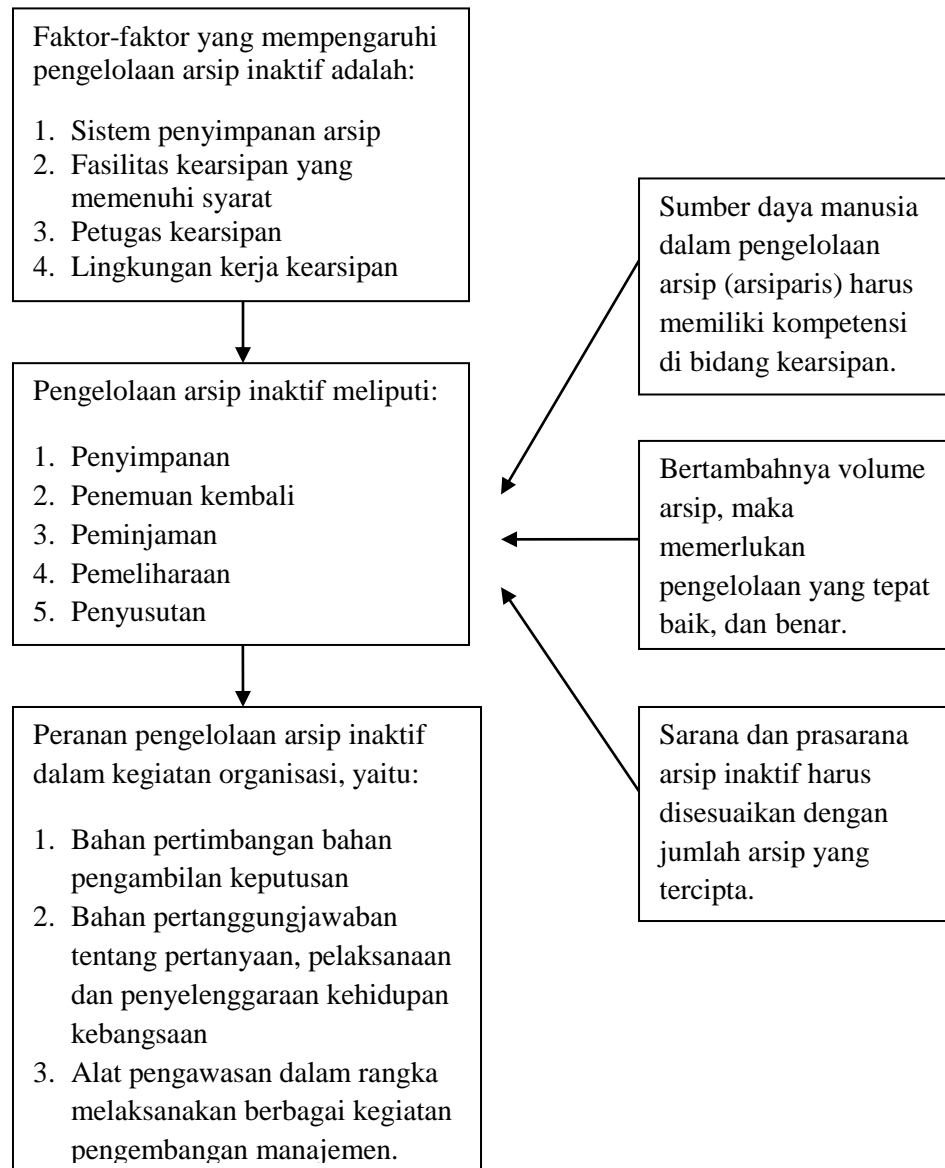 Faktor-faktor yang mempengaruhi
pengelolaan arsip inaktif adalah:
1. Sistem penyimpanan arsip
2. Fasilitas kearsipan yang
memenuhi syarat
3. Petugas kearsipan
4. Lingkungan kerja kearsipan
Pengelolaan arsip inaktif meliputi:
1. Penyimpanan
2. Penemuan kembali
3. Peminjaman
4. Pemeliharaan
5. Penyusutan
Peranan pengelolaan arsip inaktif
dalam kegiatan organisasi, yaitu:
1. Bahan pertimbangan bahan
pengambilan keputusan
2. Bahan pertanggungjawaban
tentang pertanyaan, pelaksanaan
dan penyelenggaraan kehidupan
kebangsaan
3. Alat pengawasan dalam rangka
melaksanakan berbagai kegiatan
pengembangan manajemen.
Sumber daya manusia
dalam pengelolaan
arsip (arsiparis) harus
memiliki kompetensi
di bidang kearsipan.
Bertambahnya volume
arsip, maka
memerlukan
pengelolaan yang tepat
baik, dan benar.
Sarana dan prasarana
arsip inaktif harus
disesuaikan dengan
jumlah arsip yang
tercipta.